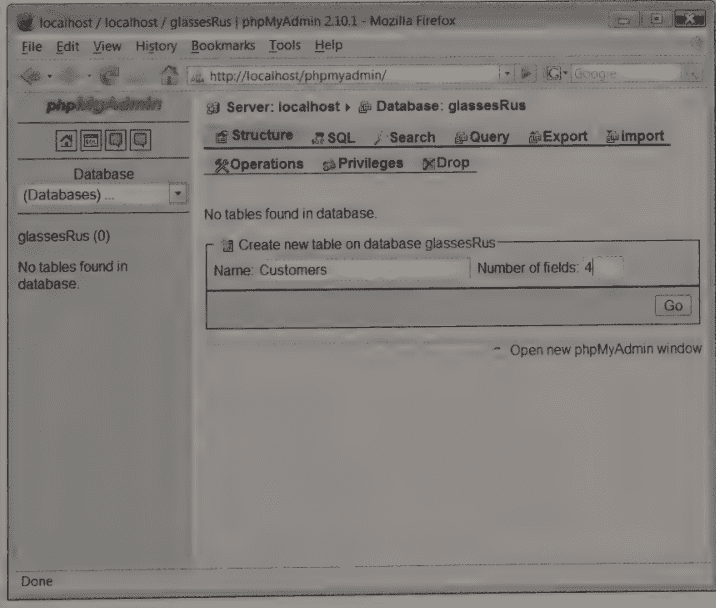 localhost / localhost / glassesRus | phpMyAdmin 2.10.1 - Mozilla Firefox
File Edit View History Bookmarks Tools Help
http://localhost/phpmyadmin/
Google
phpMyAdmin
Server: localhost Database: glassesRus
Structure SQL Search Query Export Import
Operations Privileges Drop
Database
(Databases) ...
glassesRus (0)
No tables found in
database.
No tables found in database.
Create new table on database glassesRus
Name: Customers Number of fields: 4
Go
Open new phpMyAdmin window
Done